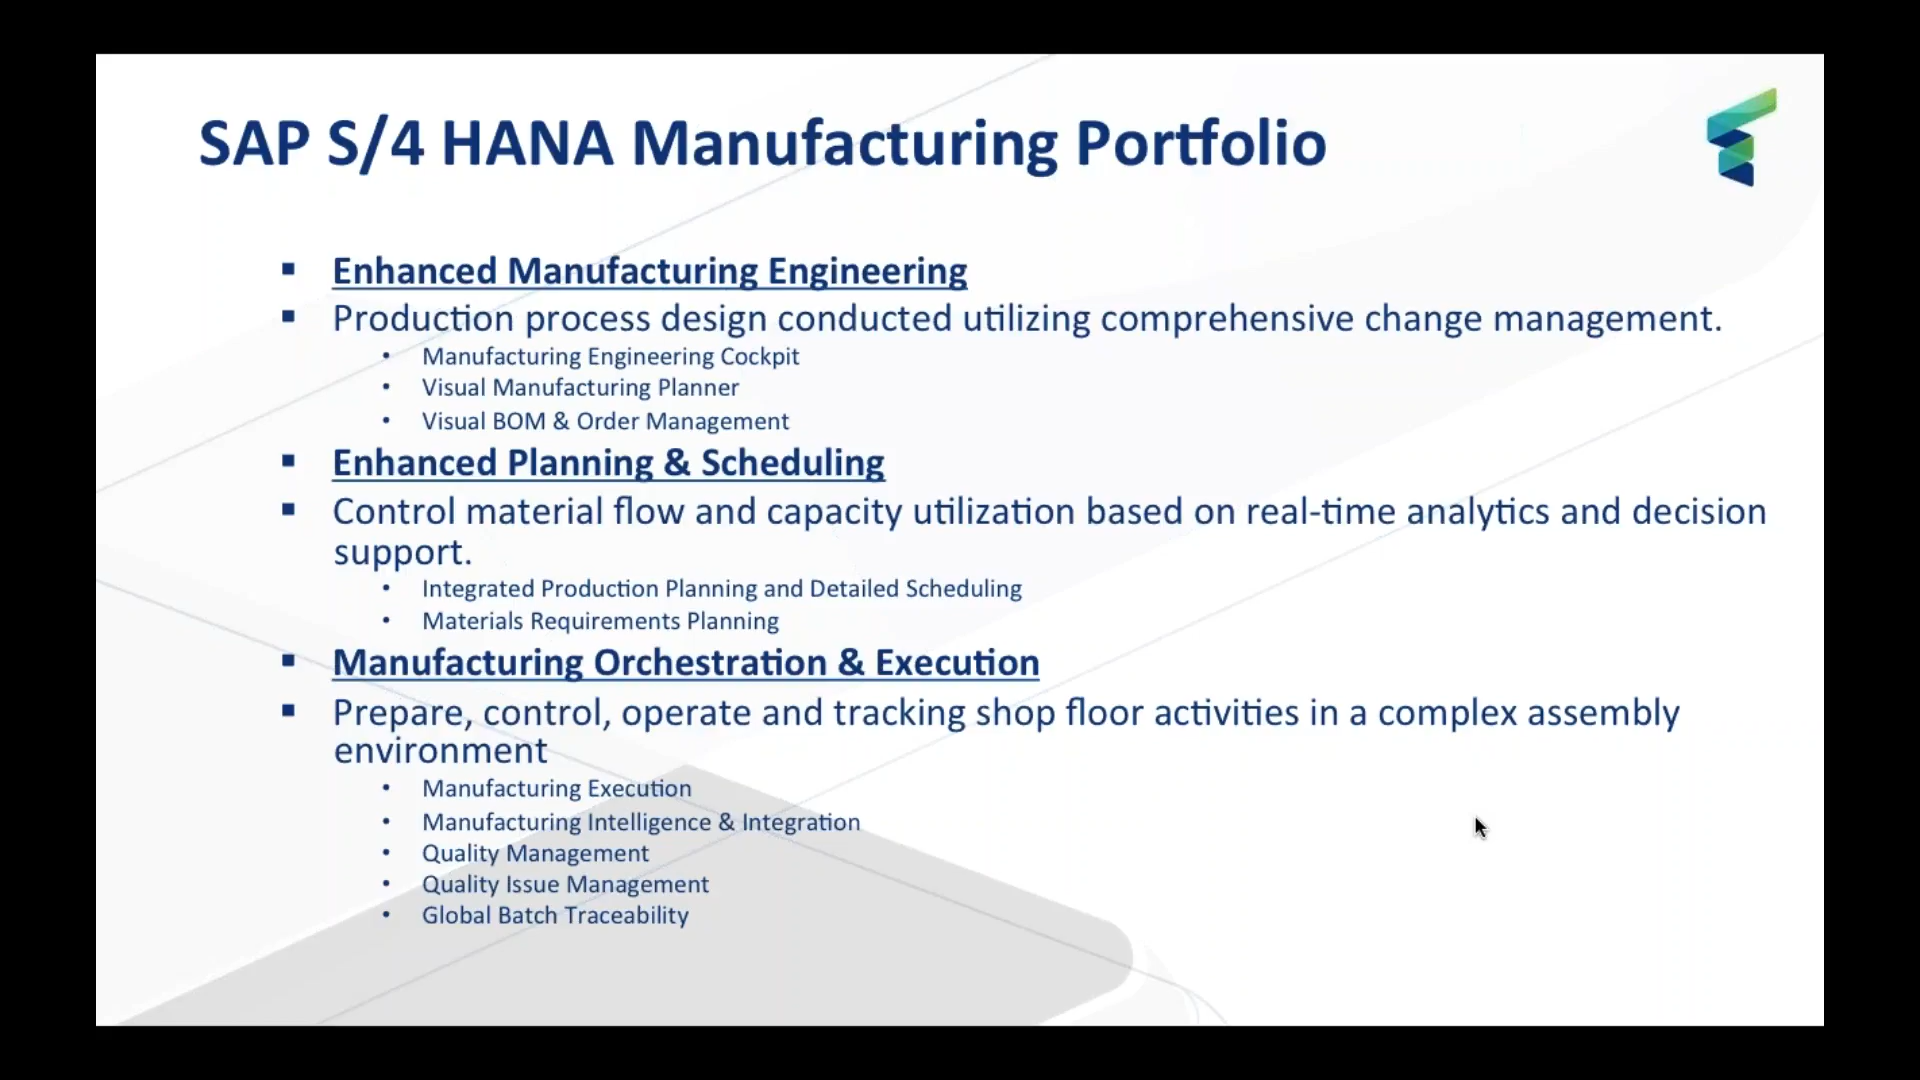 SAP S/4 HANA Manufacturing Portfolio
▪ Enhanced Manufacturing Engineering
▪ Production process design conducted utilizing comprehensive change management.
• Manufacturing Engineering Cockpit
• Visual Manufacturing Planner
• Visual BOM & Order Management
▪ Enhanced Planning & Scheduling
▪ Control material flow and capacity utilization based on real-time analytics and decision
support.
• Integrated Production Planning and Detailed Scheduling
• Materials Requirements Planning
▪ Manufacturing Orchestration & Execution
▪ Prepare, control, operate and tracking shop floor activities in a complex assembly
environment
• Manufacturing Execution
• Manufacturing Intelligence & Integration
• Quality Management
• Quality Issue Management
• Global Batch Traceability